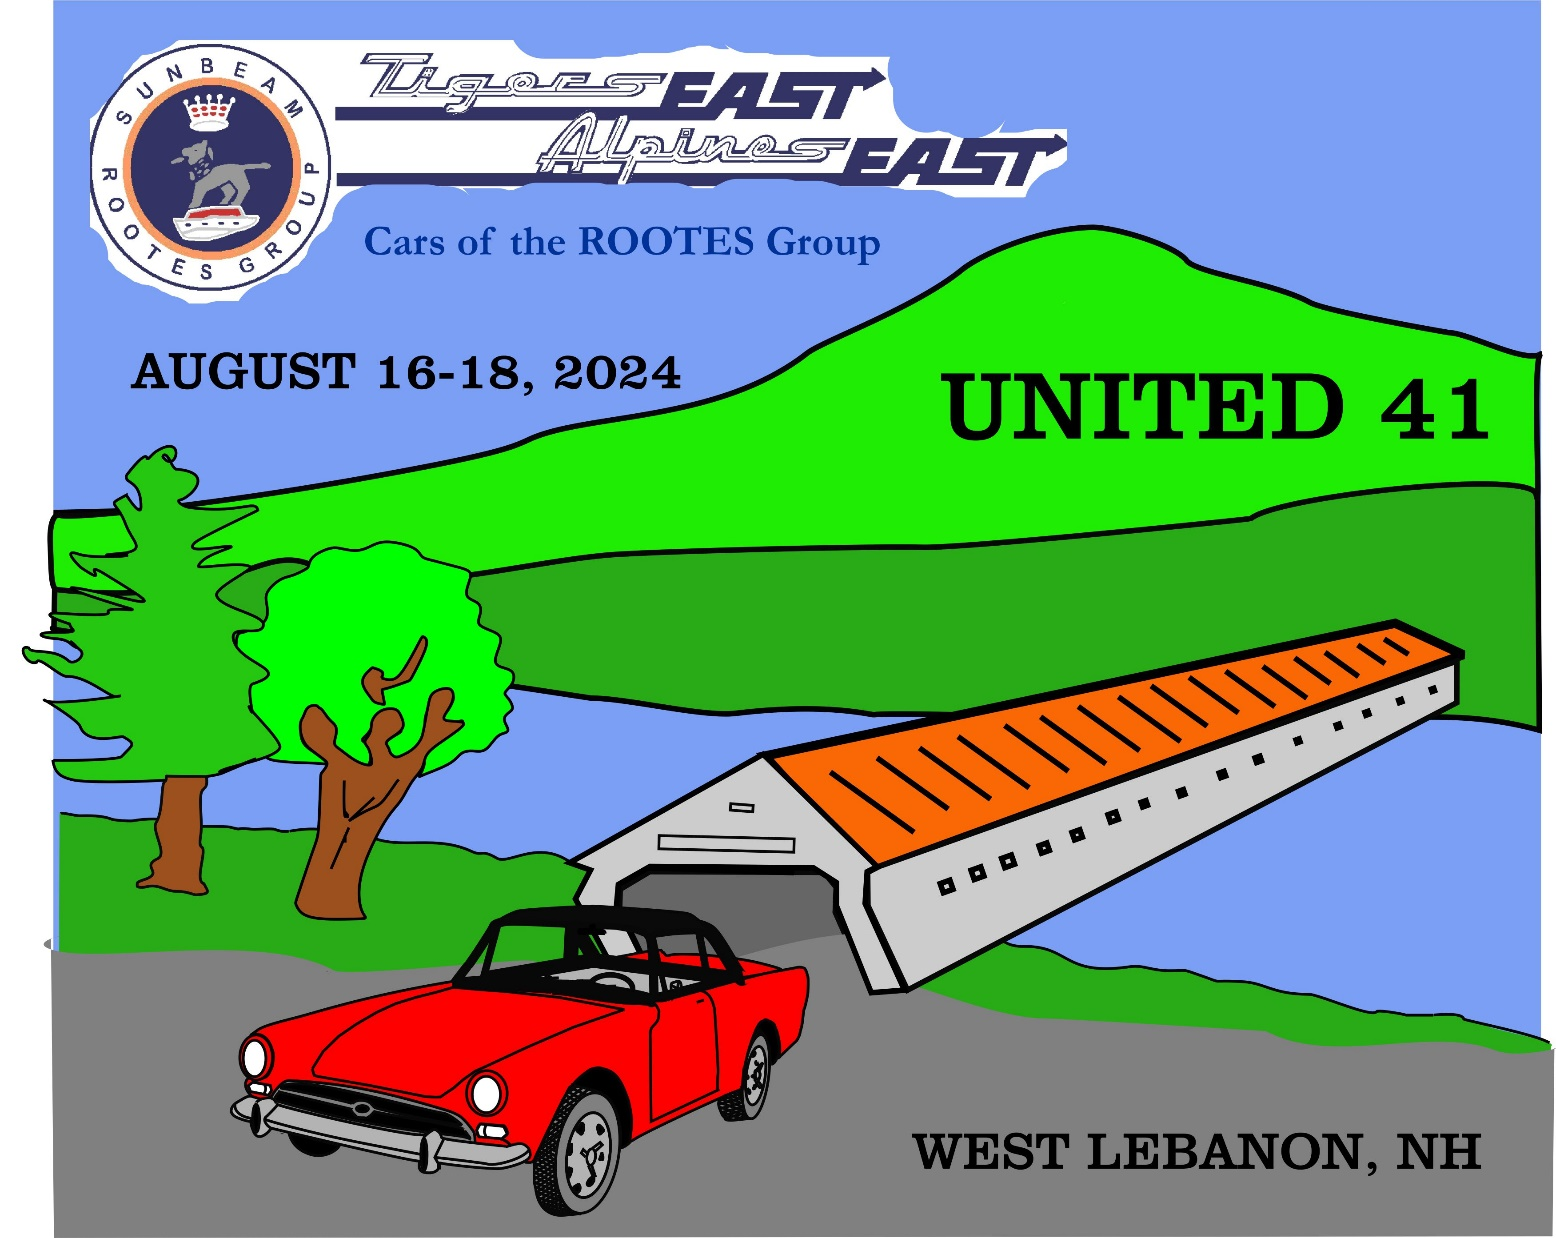 SUNBEAM
ROOTES GROUP
Tigers EAST
Alpines EAST
Cars of the ROOTES Group
AUGUST 16-18, 2024
UNITED 41
WEST LEBANON, NH